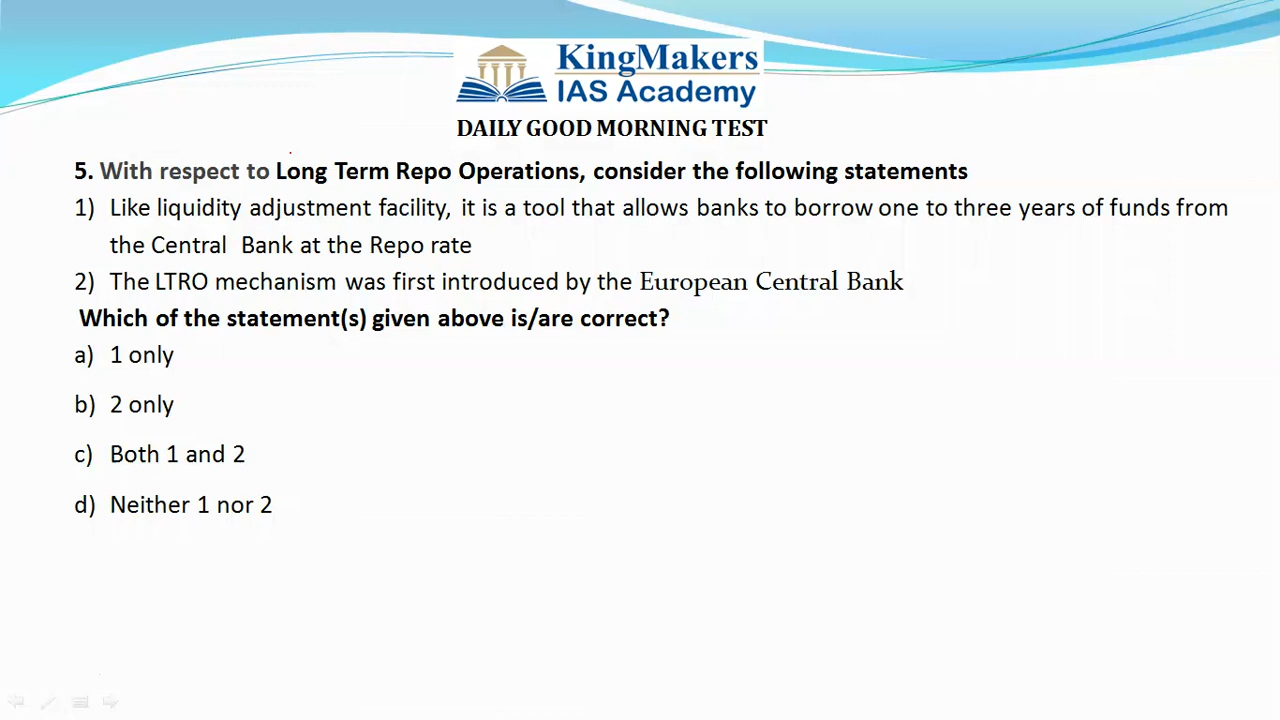 KingMakers
IAS Academy
DAILY GOOD MORNING TEST
5. With respect to Long Term Repo Operations, consider the following statements
1) Like liquidity adjustment facility, it is a tool that allows banks to borrow one to three years of funds from
the Central Bank at the Repo rate
2) The LTRO mechanism was first introduced by the European Central Bank
Which of the statement(s) given above is/are correct?
a) 1 only
b) 2 only
c) Both 1 and 2
d) Neither 1 nor 2